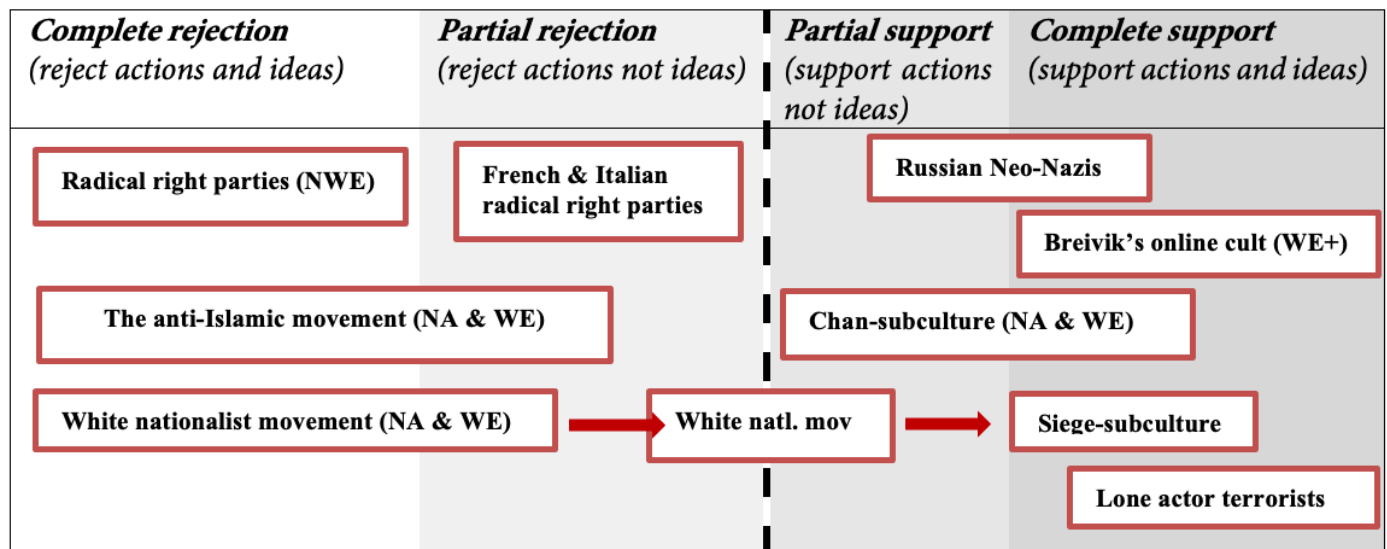 Complete rejection
(reject actions and ideas)
Partial rejection
(reject actions not ideas)
Partial support
(support actions
not ideas)
Complete support
(support actions and ideas)
Radical right parties (NWE)
French & Italian
radical right parties
Russian Neo-Nazis
Breivik's online cult (WE+)
The anti-Islamic movement (NA & WE)
Chan-subculture (NA & WE)
White nationalist movement (NA & WE)
White natl. mov
Siege-subculture
Lone actor terrorists